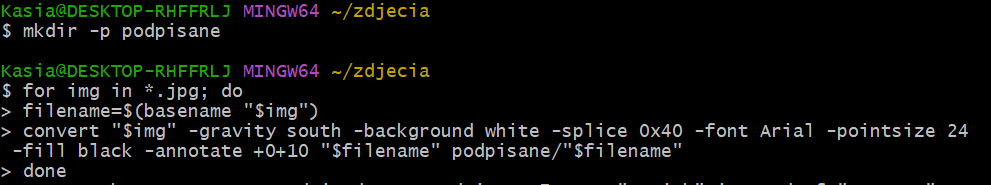 Kasia@DESKTOP-RHFFRLJ MINGW64 ~/zdjecia
$ mkdir -p podpisane
Kasia@DESKTOP-RHFFRLJ MINGW64 ~/zdjecia
$ for img in *.jpg; do
> filename=$(basename "$img")
> convert "$img" -gravity south -background white -splice 0x40 -font Arial -pointsize 24
-fill black -annotate +0+10 "$filename" podpisane/"$filename"
> done